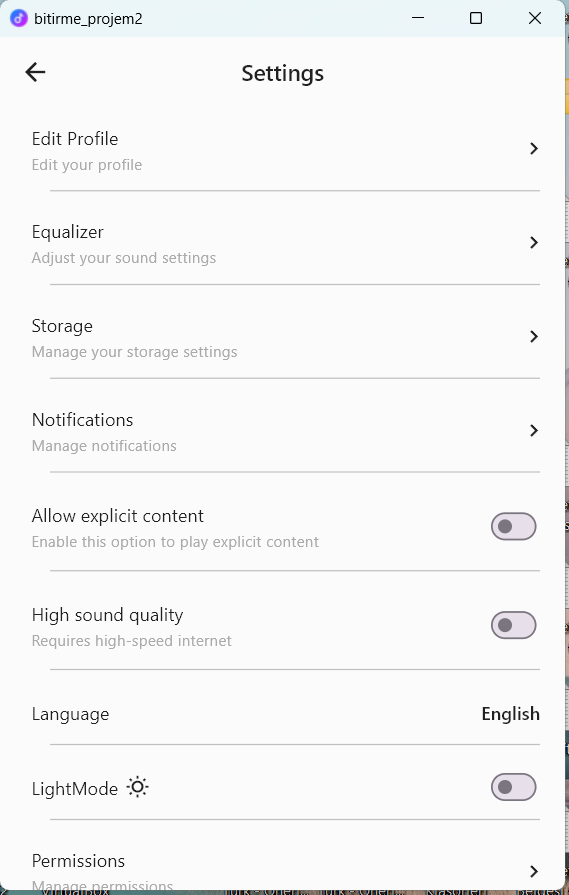 bitirme_projem2
Settings
Edit Profile
Edit your profile
Equalizer
Adjust your sound settings
Storage
Manage your storage settings
Notifications
Manage notifications
Allow explicit content
Enable this option to play explicit content
High sound quality
Requires high-speed internet
Language
English
LightMode
Permissions
Manage permissions